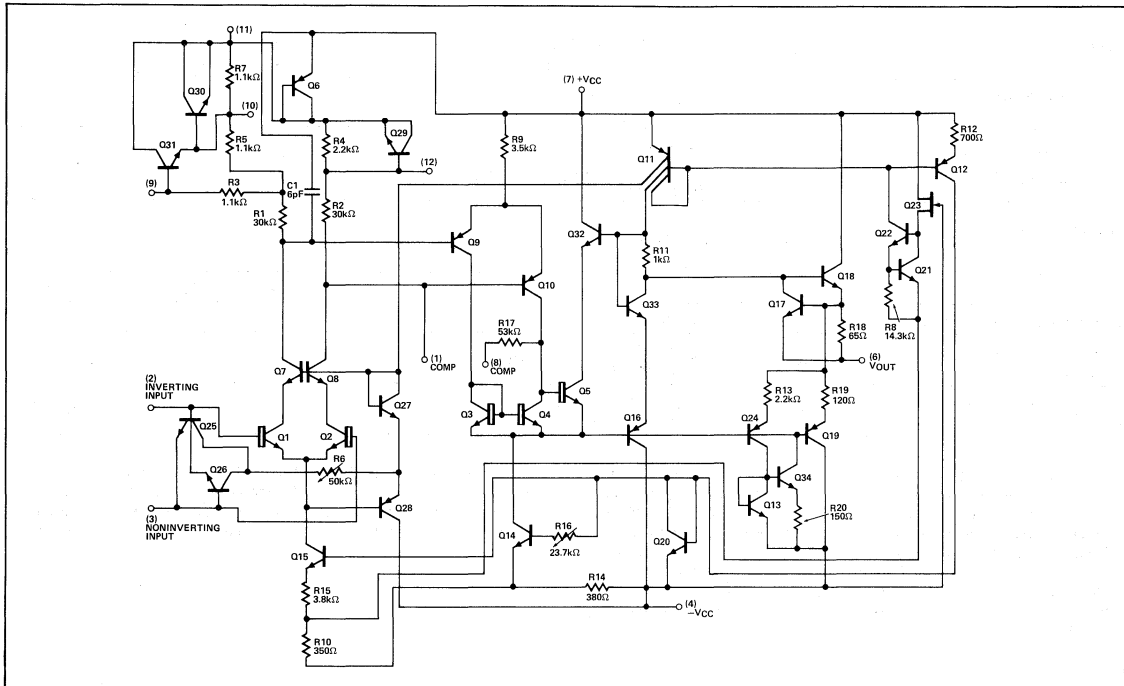 (11)
R7
1.1kΩ
Q30
Q6
(7) +VCC
(10)
Q31
R5
1.1kΩ
R4
2.2kΩ
Q29
R9
3.5kΩ
Q11
R12
700Ω
Q12
(9)
R3
1.1kΩ
C1
6pF
(12)
Q23
R1
30kΩ
R2
30kΩ
Q9
Q32
Q22
R11
1kΩ
Q21
Q10
Q18
Q33
Q17
R8
14.3kΩ
R17
53kΩ
R18
65Ω
(1)
COMP
(8)
COMP
(6)
VOUT
Q7
Q8
(2)
INVERTING
INPUT
Q27
Q5
R13
2.2kΩ
R19
120Ω
Q25
Q1
Q2
Q3
Q4
Q16
Q24
Q19
Q26
R6
50kΩ
Q34
(3)
NONINVERTING
INPUT
Q28
Q13
R20
150Ω
Q14
R16
23.7kΩ
Q20
Q15
R15
3.8kΩ
R14
380Ω
(4)
−VCC
R10
350Ω